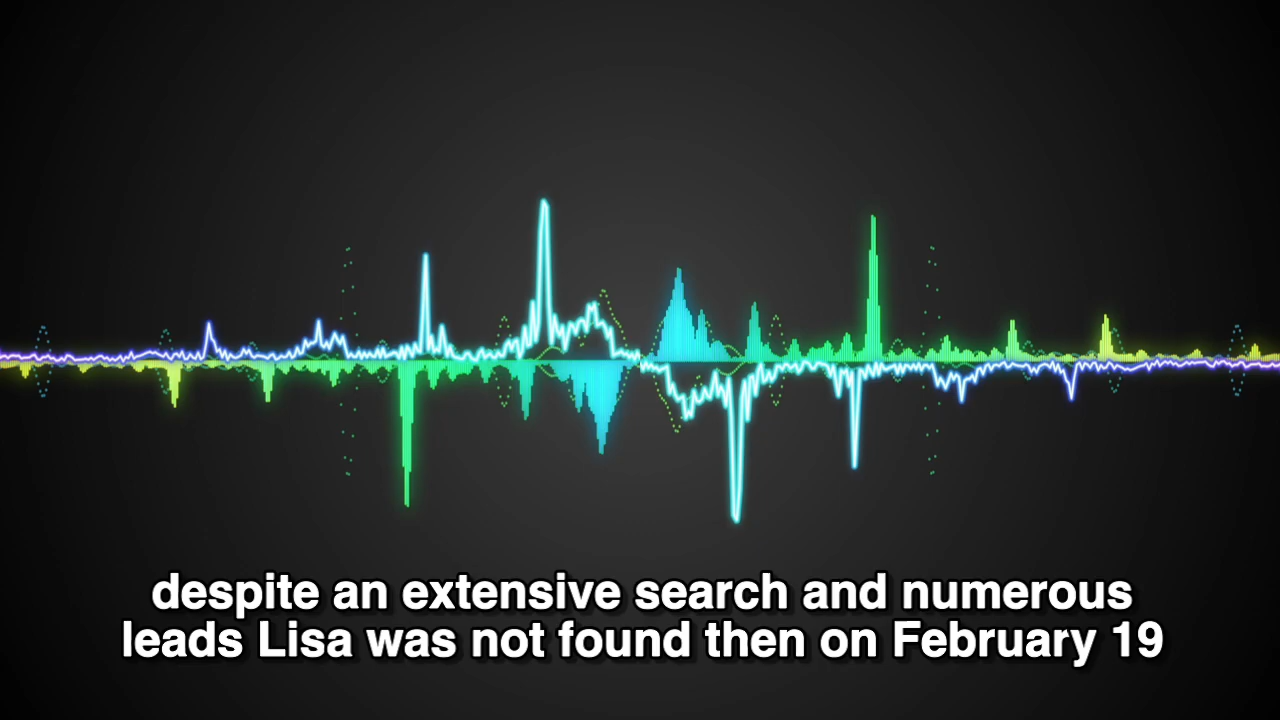 despite an extensive search and numerous
leads Lisa was not found then on February 19